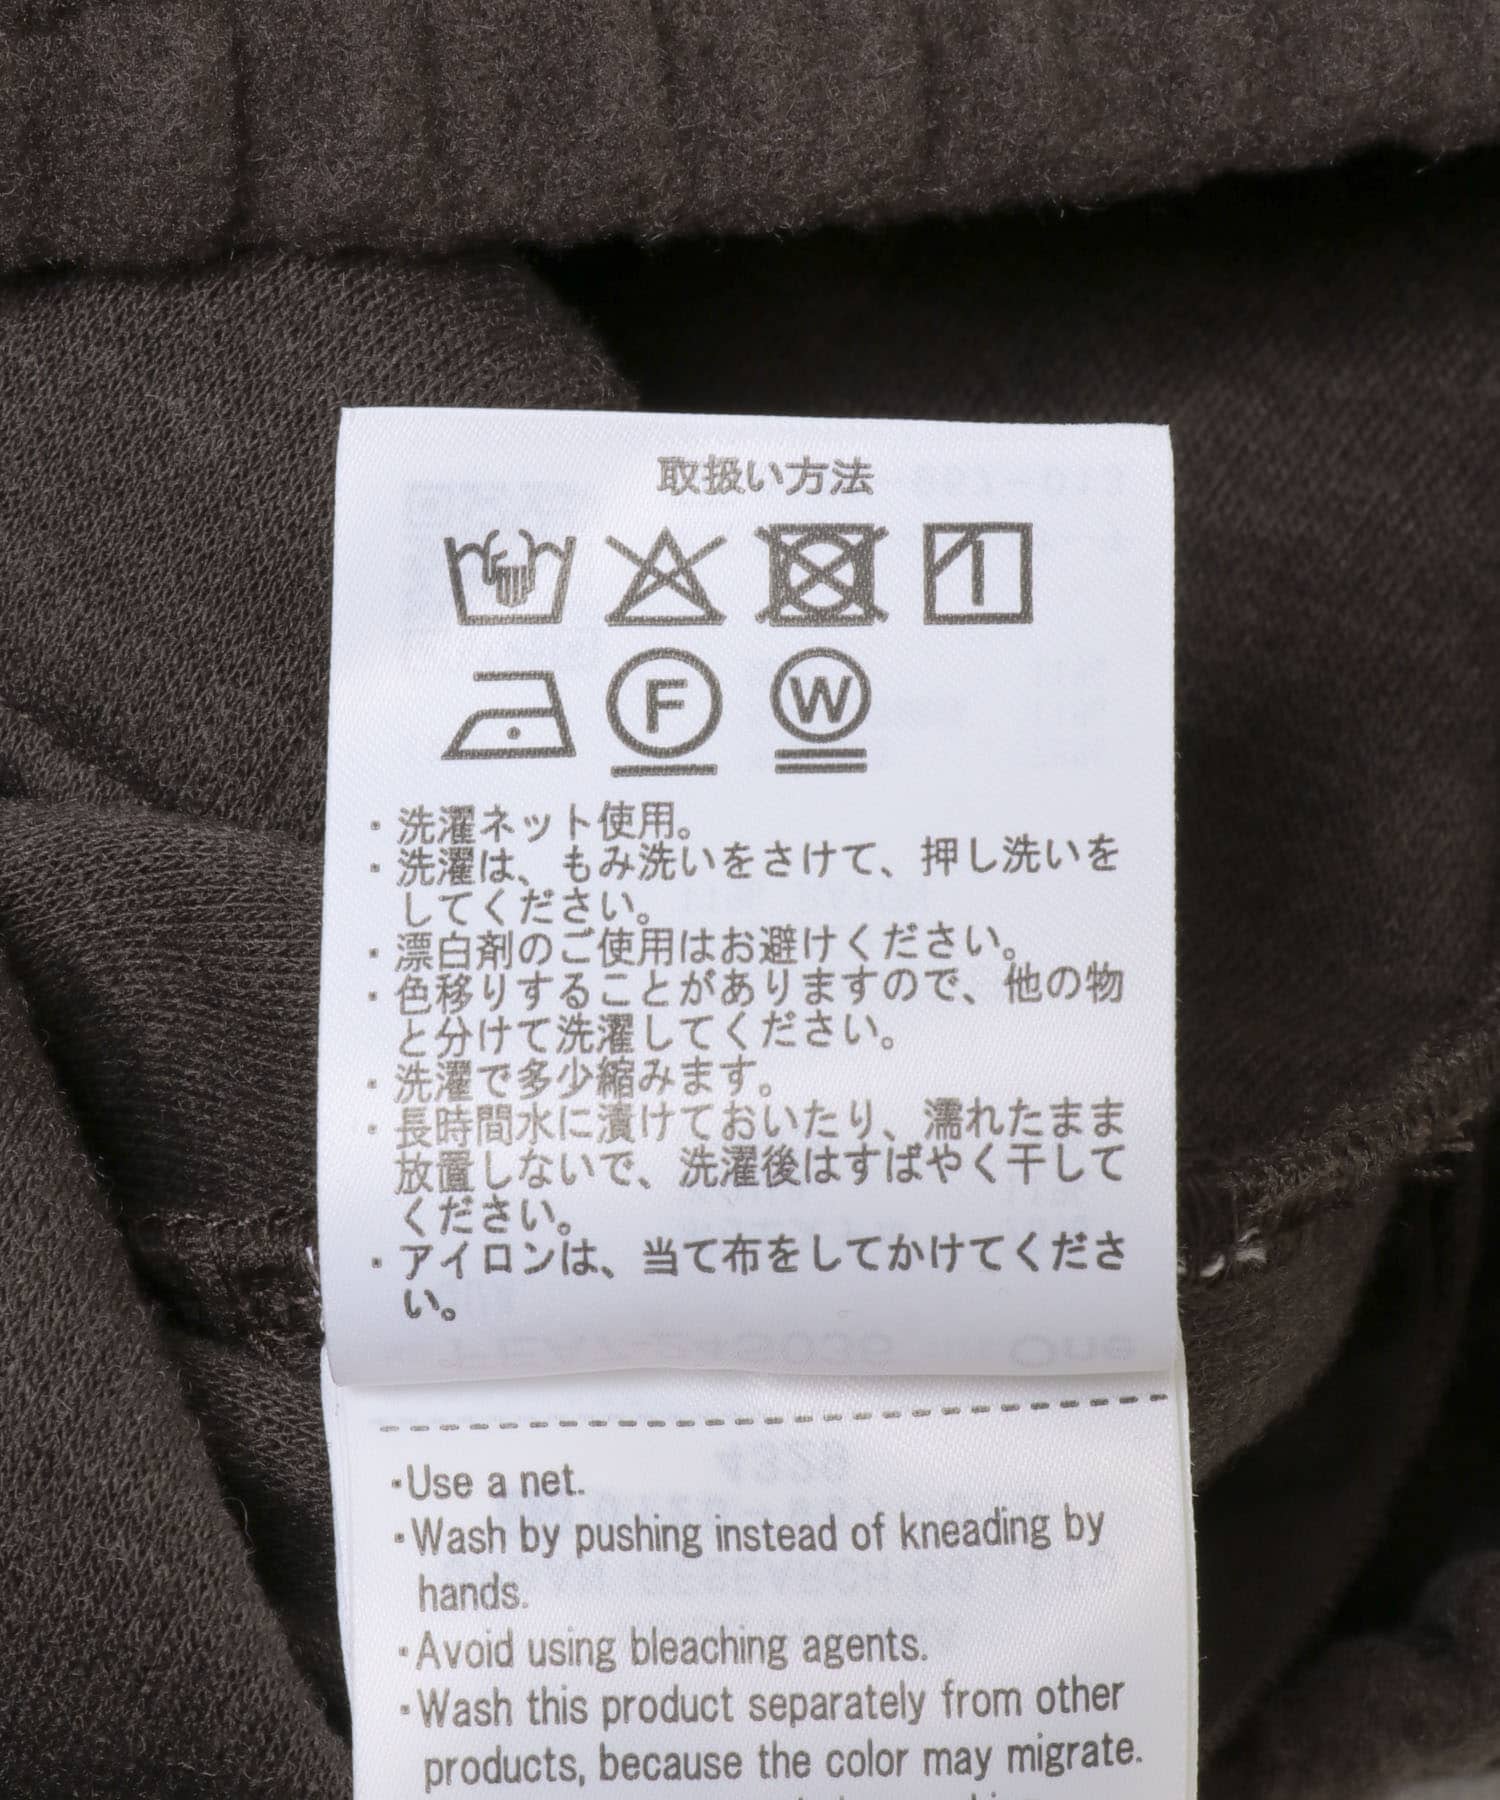 取扱い方法
F W
・洗濯ネット使用。
・洗濯は、もみ洗いをさけて、押し洗いを
してください。
・漂白剤のご使用はお避けください。
・色移りすることがありますので、他の物
と分けて洗濯してください。
・洗濯で多少縮みます。
・長時間水に漬けておいたり、濡れたまま
放置しないで、洗濯後はすばやく干して
ください。
・アイロンは、当て布をしてかけてくださ
い。
・Use a net.
・Wash by pushing instead of kneading by
hands.
・Avoid using bleaching agents.
・Wash this product separately from other
products, because the color may migrate.